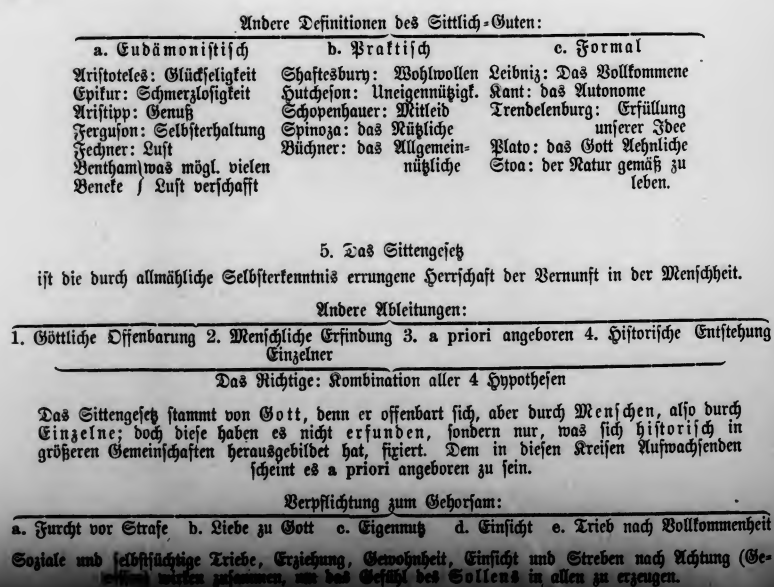 Andere Definitionen des Sittlich-Guten:
a. Eudämonistisch b. Praktisch c. Formal
Aristoteles: Glückseligkeit Shaftesbury: Wohlwollen Leibniz: Das Vollkommene
Epikur: Schmerzlosigkeit Hutcheson: Uneigennützigk. Kant: das Autonome
Aristipp: Genuß Schopenhauer: Mitleid Trendelenburg: Erfüllung
Ferguson: Selbsterhaltung Spinoza: das Nützliche unserer Idee
Fechner: Lust Büchner: das Allgemein- Plato: das Gott Aehnliche
Bentham } was mögl. vielen nützliche Stoa: der Natur gemäß zu
Beneke } Lust verschafft leben.
5. Das Sittengesetz
ist die durch allmähliche Selbsterkenntnis errungene Herrschaft der Vernunft in der Menschheit.
Andere Ableitungen:
1. Göttliche Offenbarung 2. Menschliche Erfindung 3. a priori angeboren 4. Historische Entstehung
Einzelner
Das Richtige: Kombination aller 4 Hypothesen
Das Sittengesetz stammt von Gott, denn er offenbart sich, aber durch Menschen, also durch
Einzelne; doch diese haben es nicht erfunden, sondern nur, was sich historisch in
größeren Gemeinschaften herausgebildet hat, fixiert. Dem in diesen Kreisen Aufwachsenden
scheint es a priori angeboren zu sein.
Verpflichtung zum Gehorsam:
a. Furcht vor Strafe b. Liebe zu Gott c. Eigennutz d. Einsicht e. Trieb nach Vollkommenheit
Soziale und selbstsüchtige Triebe, Erziehung, Gewohnheit, Einsicht und Streben nach Achtung (Ge-
wirken zusammen, um das Gefühl des Sollens in allen zu erzeugen.